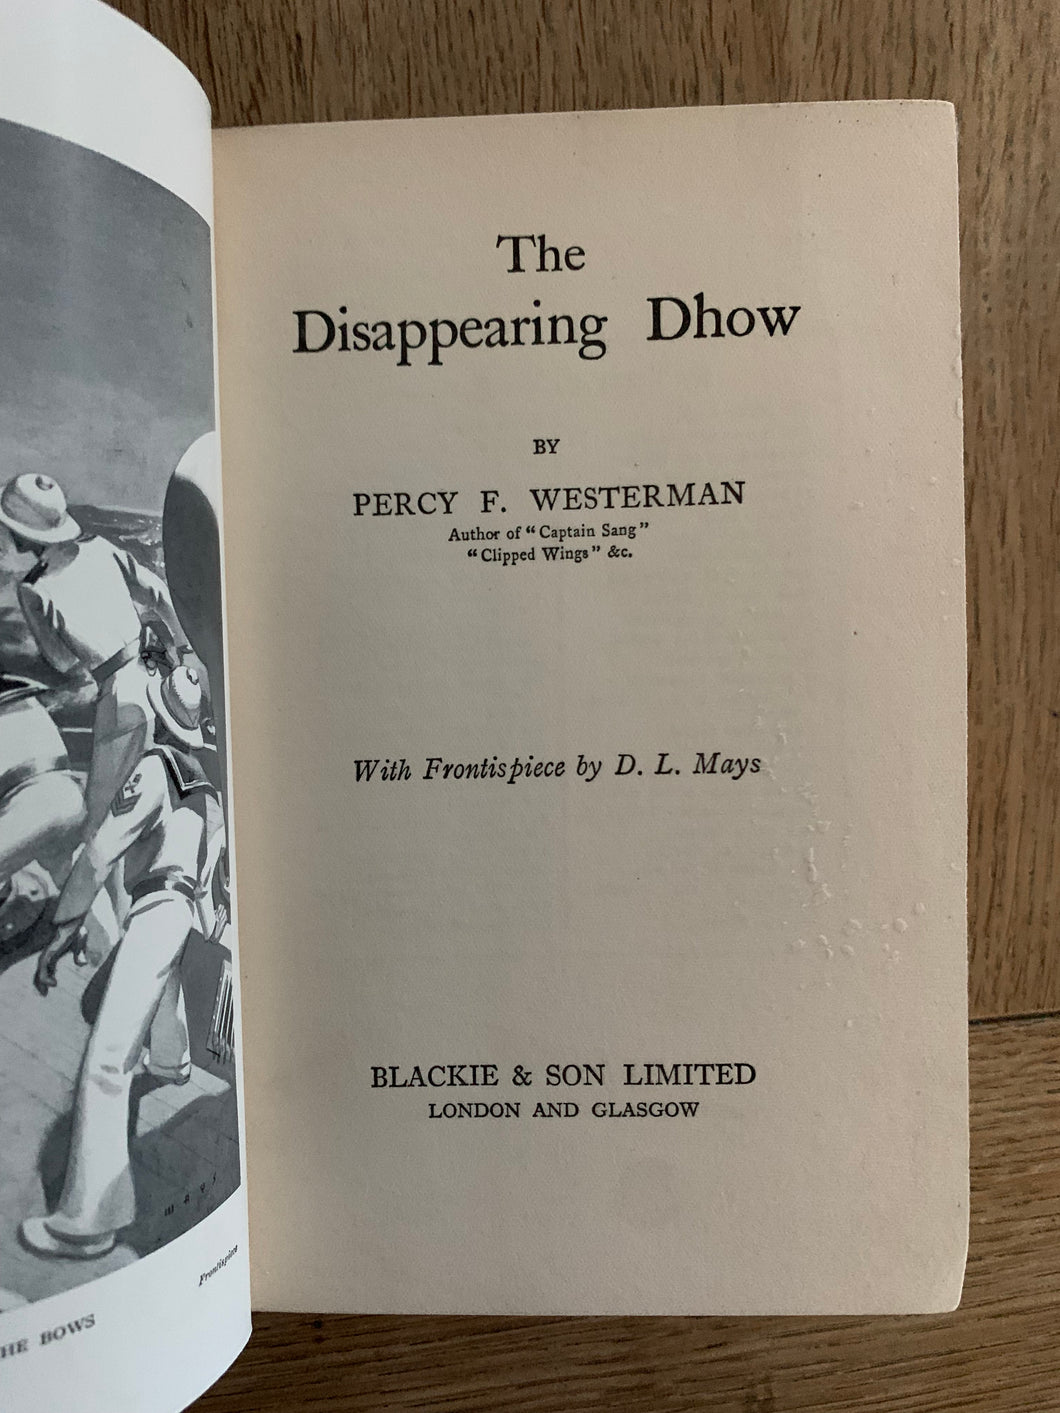 The
Disappearing Dhow
BY
PERCY F. WESTERMAN
Author of "Captain Sang"
"Clipped Wings" &c.
With Frontispiece by D. L. Mays
BLACKIE & SON LIMITED
LONDON AND GLASGOW
MAYS
Frontispiece
HE BOWS